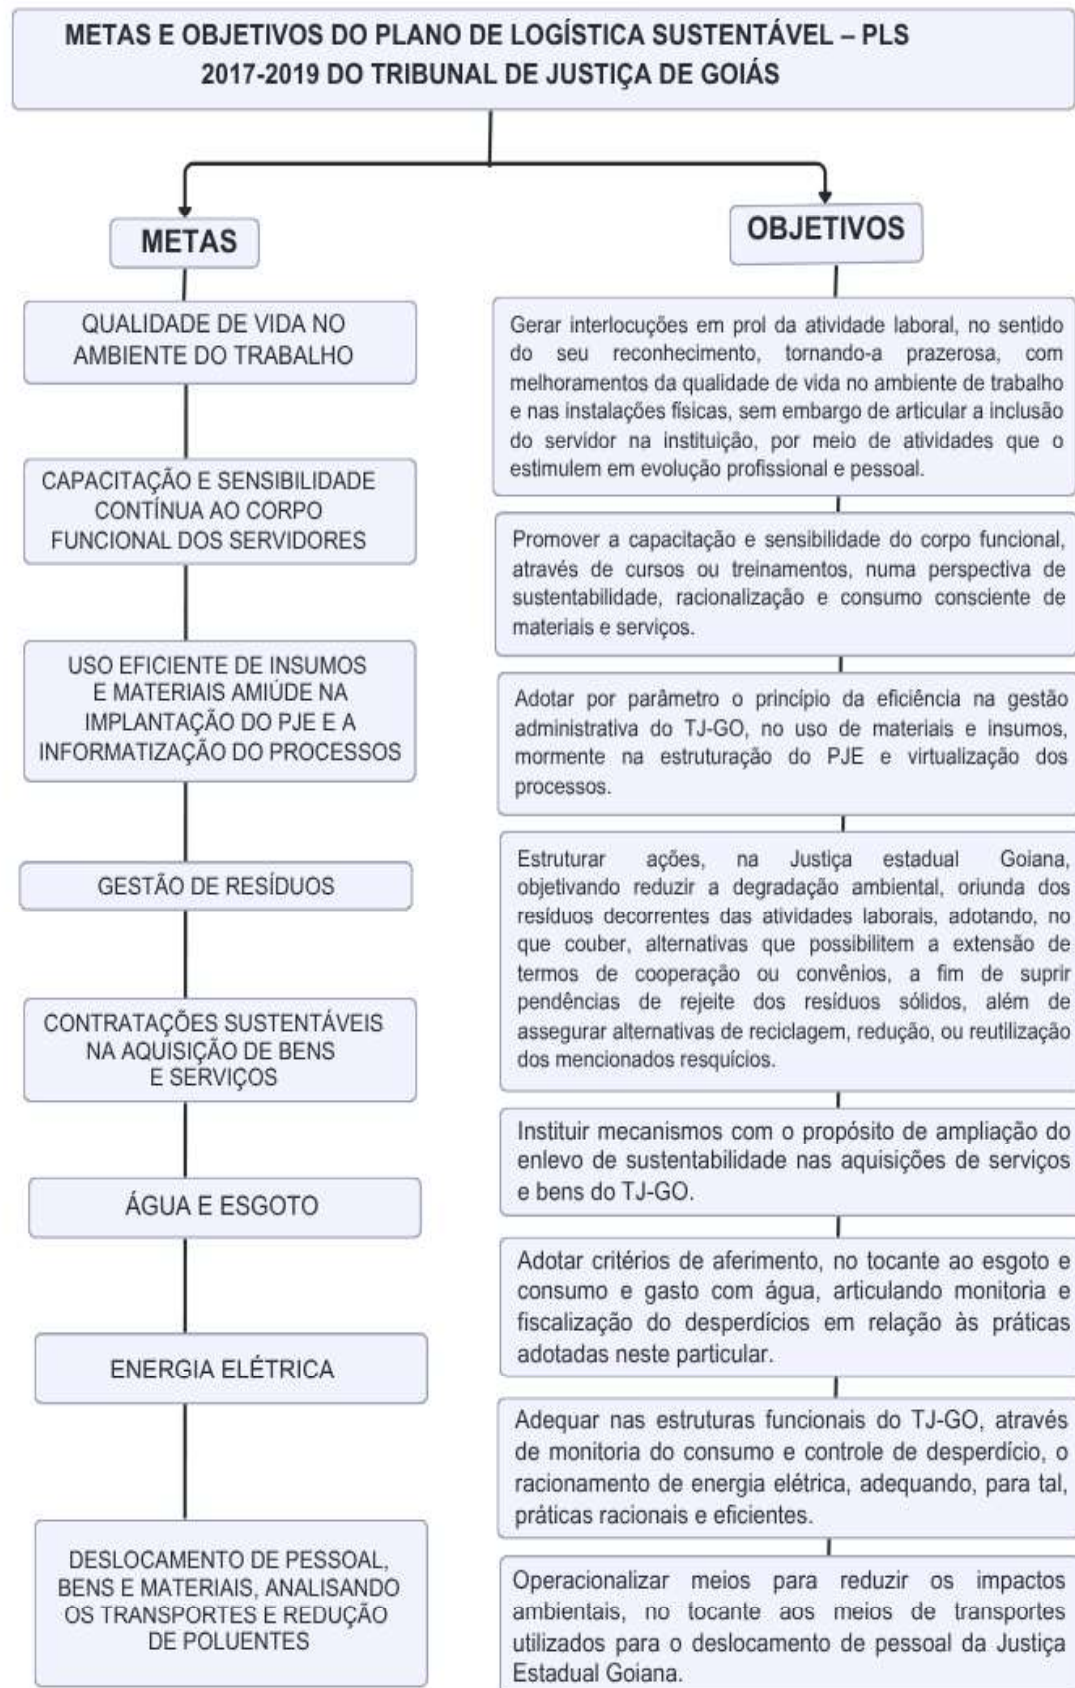 METAS E OBJETIVOS DO PLANO DE LOGÍSTICA SUSTENTÁVEL – PLS
2017-2019 DO TRIBUNAL DE JUSTIÇA DE GOIÁS
METAS
QUALIDADE DE VIDA NO
AMBIENTE DO TRABALHO
CAPACITAÇÃO E SENSIBILIDADE
CONTÍNUA AO CORPO
FUNCIONAL DOS SERVIDORES
USO EFICIENTE DE INSUMOS
E MATERIAIS AMIÚDE NA
IMPLANTAÇÃO DO PJE E A
INFORMATIZAÇÃO DO PROCESSOS
GESTÃO DE RESÍDUOS
CONTRATAÇÕES SUSTENTÁVEIS
NA AQUISIÇÃO DE BENS
E SERVIÇOS
ÁGUA E ESGOTO
ENERGIA ELÉTRICA
DESLOCAMENTO DE PESSOAL,
BENS E MATERIAIS, ANALISANDO
OS TRANSPORTES E REDUÇÃO
DE POLUENTES
OBJETIVOS
Gerar interlocuções em prol da atividade laboral, no sentido
do seu reconhecimento, tornando-a prazerosa, com
melhoramentos da qualidade de vida no ambiente de trabalho
e nas instalações físicas, sem embargo de articular a inclusão
do servidor na instituição, por meio de atividades que o
estimulem em evolução profissional e pessoal.
Promover a capacitação e sensibilidade do corpo funcional,
através de cursos ou treinamentos, numa perspectiva de
sustentabilidade, racionalização e consumo consciente de
materiais e serviços.
Adotar por parâmetro o princípio da eficiência na gestão
administrativa do TJ-GO, no uso de materiais e insumos,
mormente na estruturação do PJE e virtualização dos
processos.
Estruturar ações, na Justiça estadual Goiana,
objetivando reduzir a degradação ambiental, oriunda dos
resíduos decorrentes das atividades laborais, adotando, no
que couber, alternativas que possibilitem a extensão de
termos de cooperação ou convênios, a fim de suprir
pendências de rejeite dos resíduos sólidos, além de
assegurar alternativas de reciclagem, redução, ou reutilização
dos mencionados resquícios.
Instituir mecanismos com o propósito de ampliação do
enlevo de sustentabilidade nas aquisições de serviços
e bens do TJ-GO.
Adotar critérios de aferimento, no tocante ao esgoto e
consumo e gasto com água, articulando monitoria e
fiscalização do desperdícios em relação às práticas
adotadas neste particular.
Adequar nas estruturas funcionais do TJ-GO, através
de monitoria do consumo e controle de desperdício, o
racionamento de energia elétrica, adequando, para tal,
práticas racionais e eficientes.
Operacionalizar meios para reduzir os impactos
ambientais, no tocante aos meios de transportes
utilizados para o deslocamento de pessoal da Justiça
Estadual Goiana.